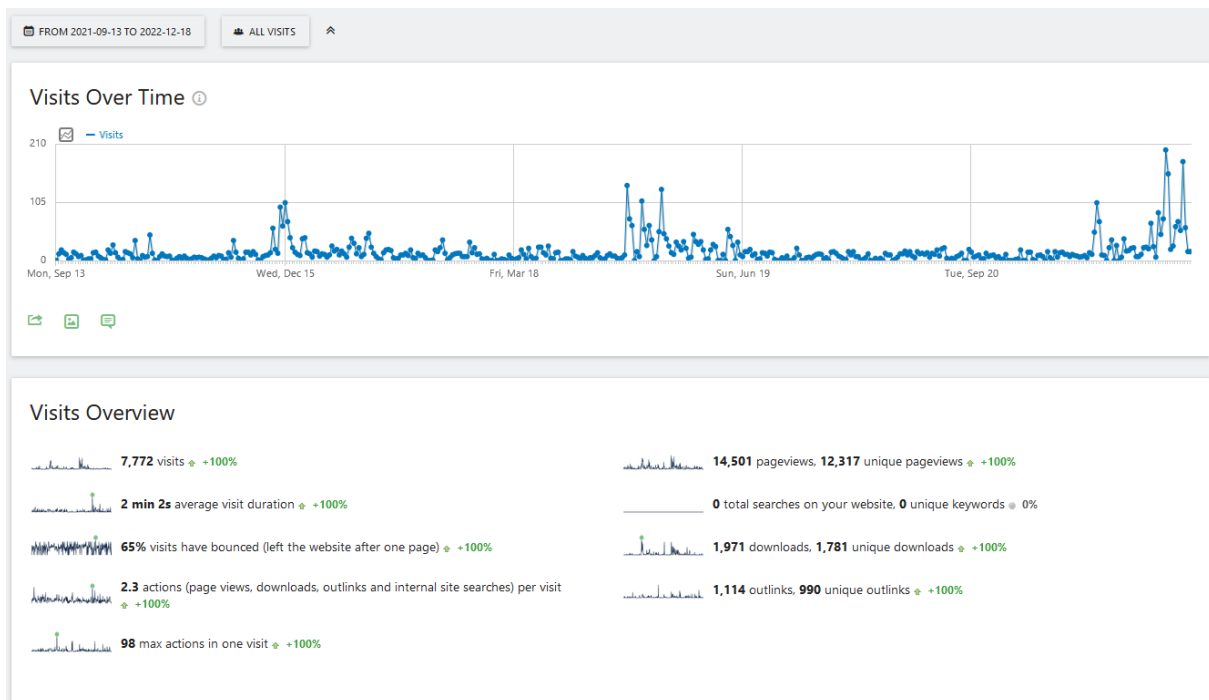 FROM 2021-09-13 TO 2022-12-18
ALL VISITS
Visits Over Time
Visits
210
105
0
Mon, Sep 13
Wed, Dec 15
Fri, Mar 18
Sun, Jun 19
Tue, Sep 20
Visits Overview
7,772 visits +100%
2 min 2s average visit duration +100%
65% visits have bounced (left the website after one page) +100%
2.3 actions (page views, downloads, outlinks and internal site searches) per visit
+100%
98 max actions in one visit +100%
14,501 pageviews, 12,317 unique pageviews +100%
0 total searches on your website, 0 unique keywords 0%
1,971 downloads, 1,781 unique downloads +100%
1,114 outlinks, 990 unique outlinks +100%